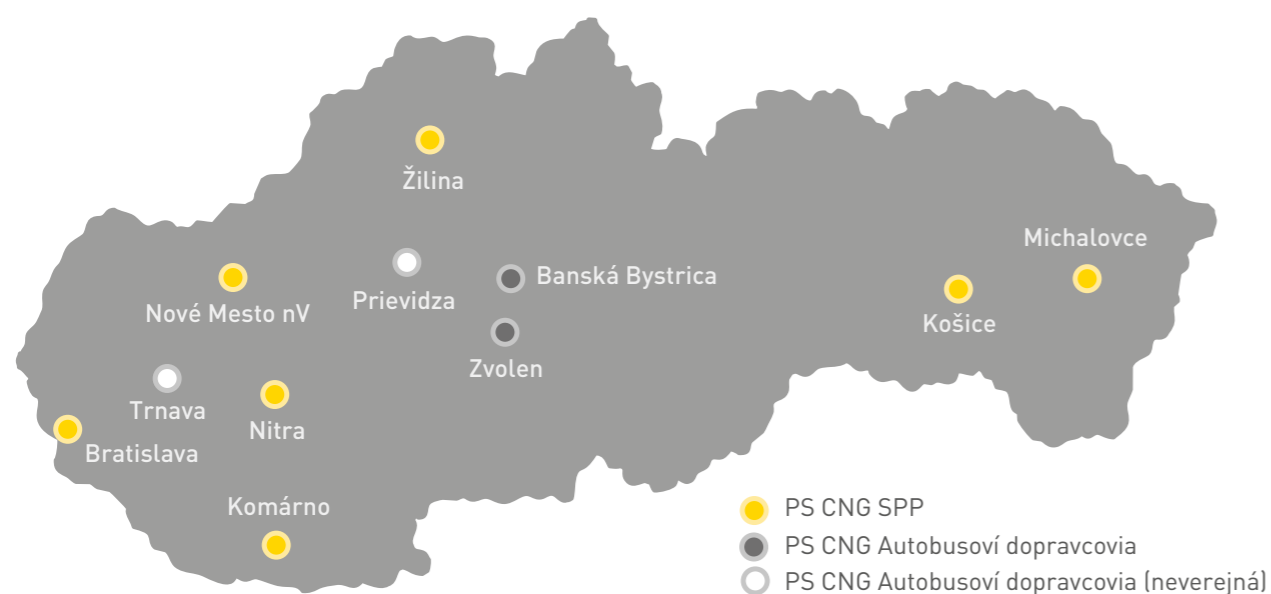 Žilina
Michalovce
Prievidza
Banská Bystrica
Nové Mesto nV
Košice
Zvolen
Trnava
Nitra
Bratislava
Komárno
PS CNG SPP
PS CNG Autobusoví dopravcovia
PS CNG Autobusoví dopravcovia (neverejná)